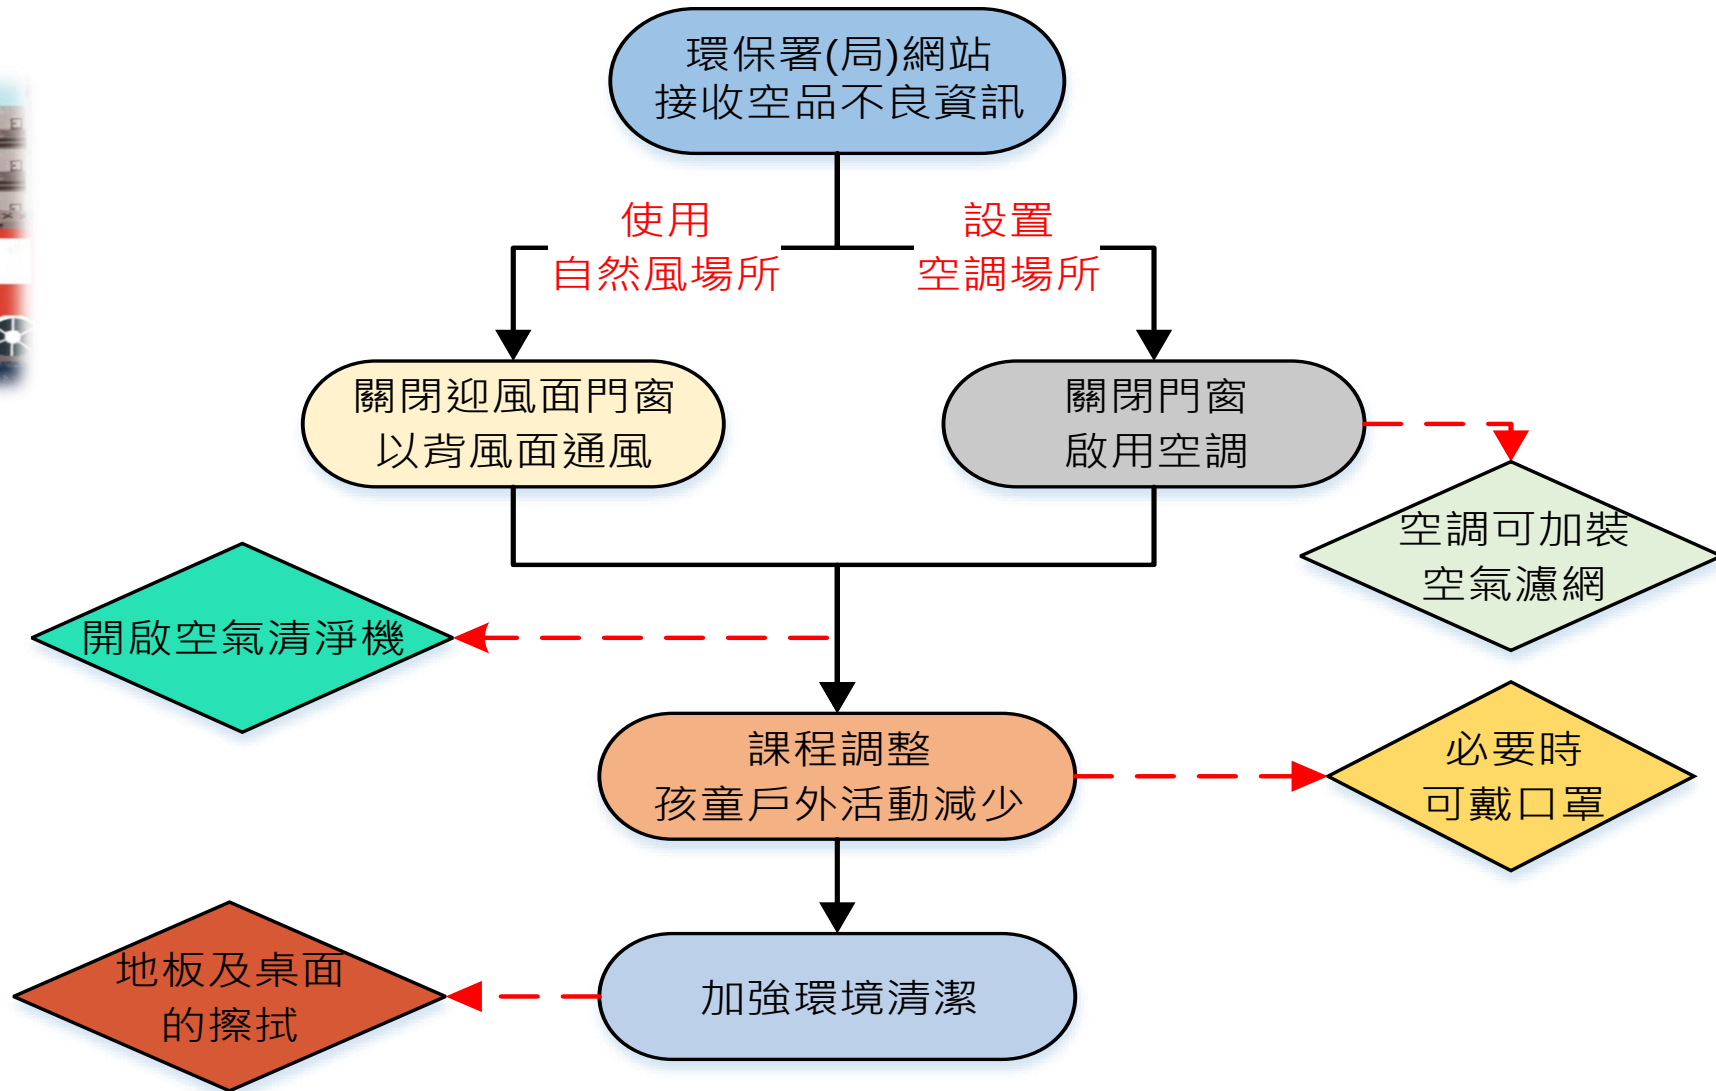 環保署(局)網站
接收空品不良資訊
使用
自然風場所
設置
空調場所
關閉迎風面門窗
以背風面通風
關閉門窗
啟用空調
空調可加裝
空氣濾網
開啟空氣清淨機
課程調整
孩童戶外活動減少
必要時
可戴口罩
地板及桌面
的擦拭
加強環境清潔